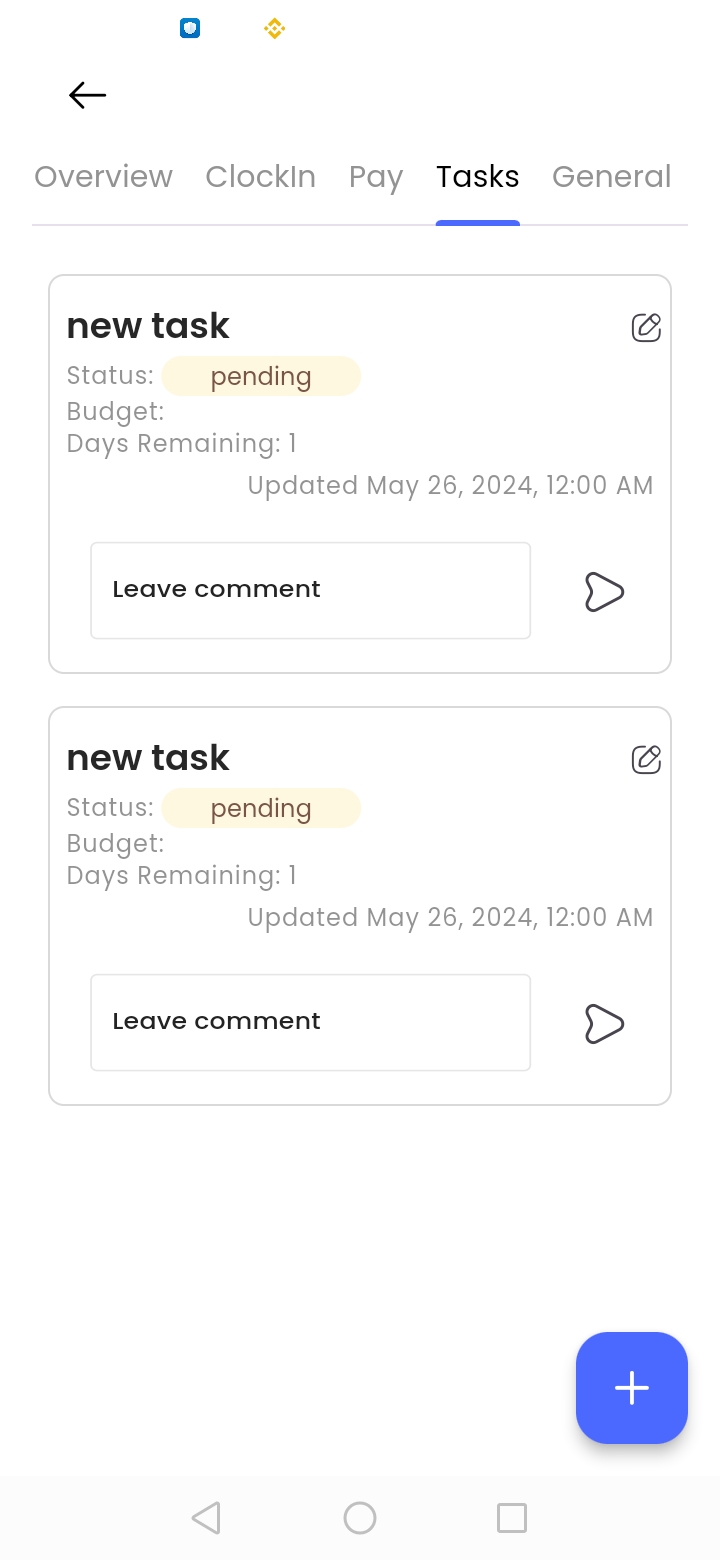 Overview ClockIn Pay Tasks General
new task
Status: pending
Budget:
Days Remaining: 1
Updated May 26, 2024, 12:00 AM
Leave comment
new task
Status: pending
Budget:
Days Remaining: 1
Updated May 26, 2024, 12:00 AM
Leave comment